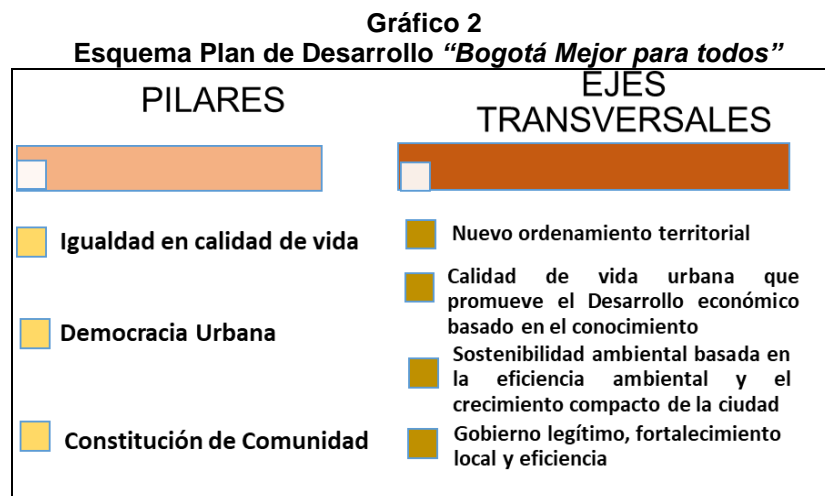 Gráfico 2
Esquema Plan de Desarrollo “Bogotá Mejor para todos”
PILARES
Igualdad en calidad de vida
Democracia Urbana
Constitución de Comunidad
EJES
TRANSVERSALES
Nuevo ordenamiento territorial
Calidad de vida urbana que
promueve el Desarrollo económico
basado en el conocimiento
Sostenibilidad ambiental basada en
la eficiencia ambiental y el
crecimiento compacto de la ciudad
Gobierno legítimo, fortalecimiento
local y eficiencia